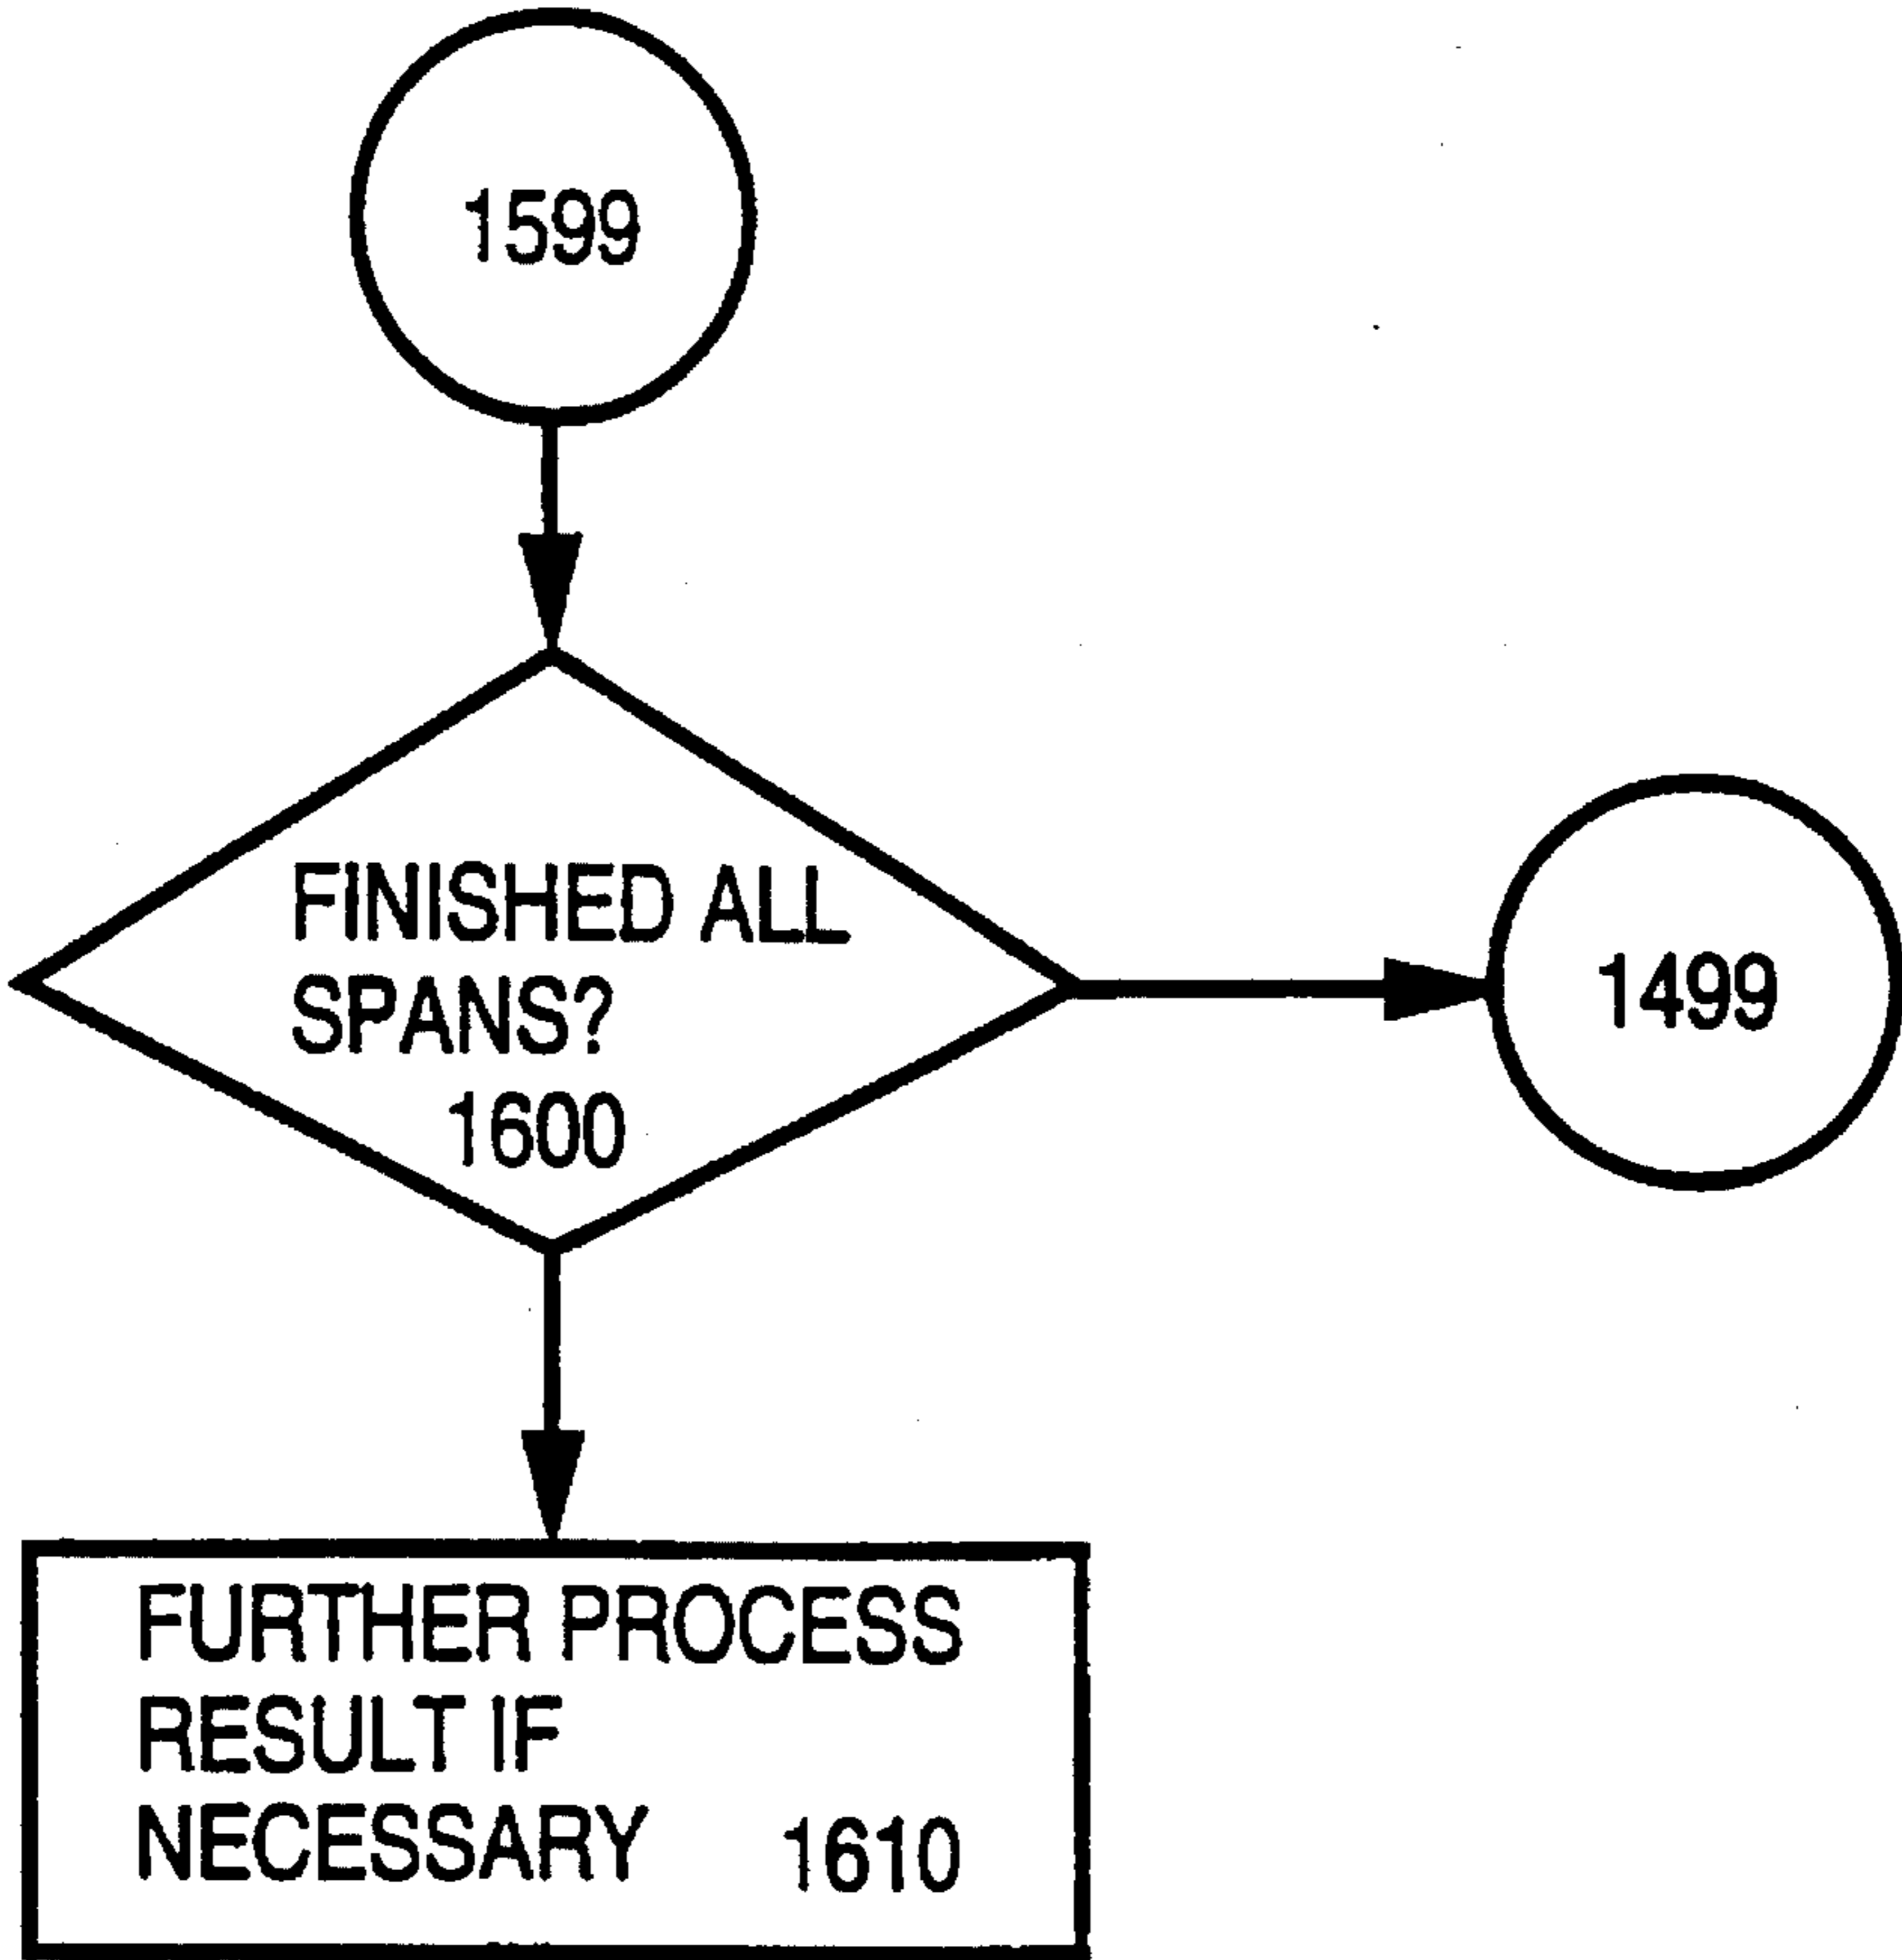 1599
FINISHED ALL
SPANS?
1600
1499
FURTHER PROCESS
RESULT IF
NECESSARY 1610